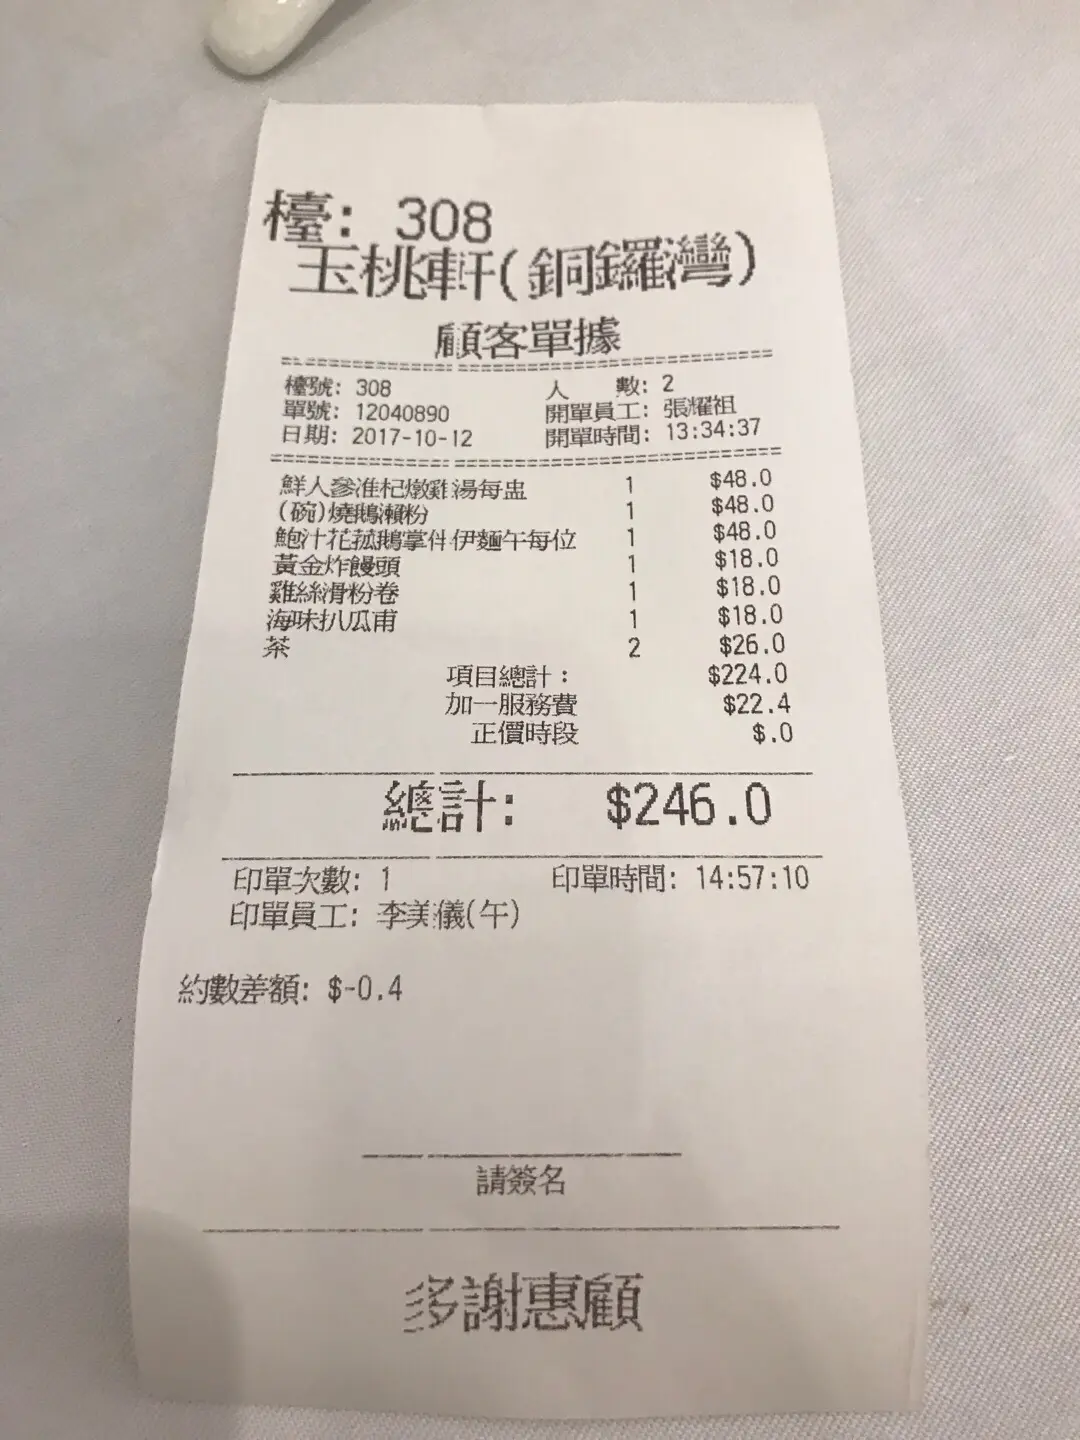 檯: 308
玉桃軒(銅鑼灣)
顧客單據
檯號: 308 人 數: 2
單號: 12040890 開單員工: 張耀祖
日期: 2017-10-12 開單時間: 13:34:37
鮮人參淮杞燉雞湯每盅 1 $48.0
(碗)燒鵝瀨粉 1 $48.0
鮑汁花菰鵝掌件伊麵午每位 1 $48.0
黃金炸饅頭 1 $18.0
雞絲滑粉卷 1 $18.0
海味扒瓜甫 1 $18.0
茶 2 $26.0
項目總計: $224.0
加一服務費 $22.4
正價時段 $.0
總計: $246.0
印單次數: 1 印單時間: 14:57:10
印單員工: 李美儀(午)
約數差額: $-0.4
請簽名
多謝惠顧